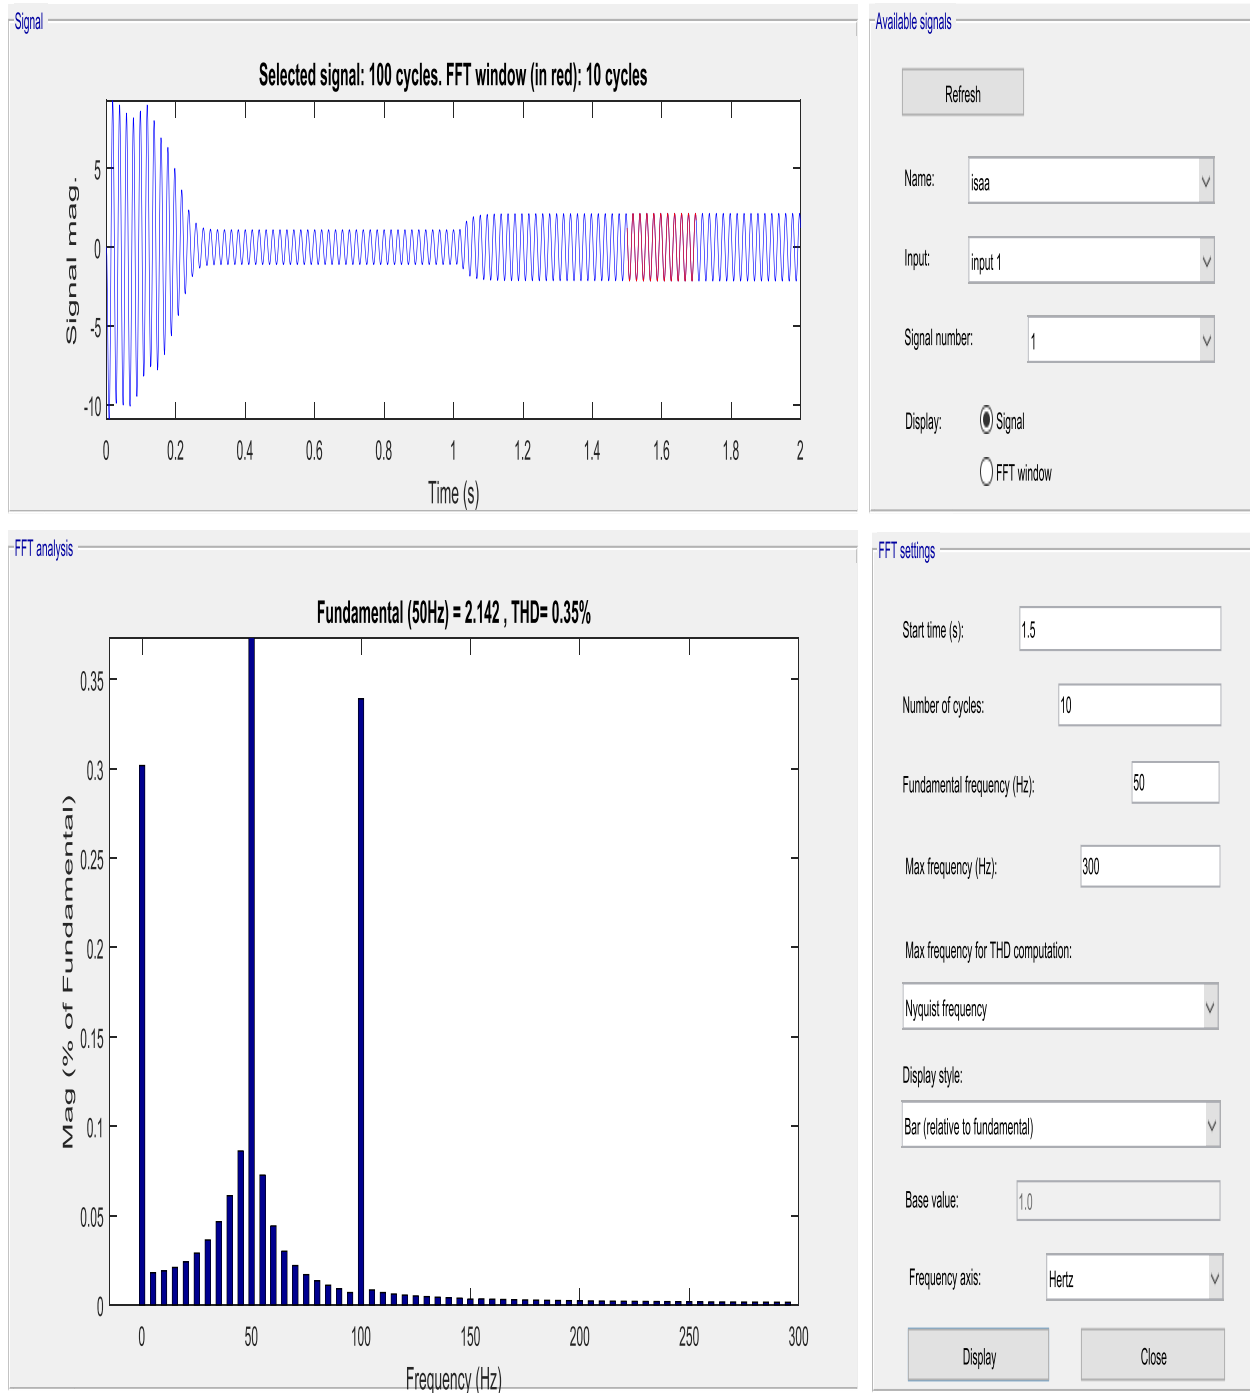 Signal
Selected signal: 100 cycles. FFT window (in red): 10 cycles
5
0
-5
-10
Signal mag.
0 0.2 0.4 0.6 0.8 1 1.2 1.4 1.6 1.8 2
Time (s)
Available signals
Refresh
Name: isaa
Input: input 1
Signal number: 1
Display: Signal
FFT window
FFT analysis
Fundamental (50Hz) = 2.142 , THD= 0.35%
0.35
0.3
0.25
0.2
0.15
0.1
0.05
0
Mag (% of Fundamental)
0 50 100 150 200 250 300
Frequency (Hz)
FFT settings
Start time (s): 1.5
Number of cycles: 10
Fundamental frequency (Hz): 50
Max frequency (Hz): 300
Max frequency for THD computation:
Nyquist frequency
Display style:
Bar (relative to fundamental)
Base value: 1.0
Frequency axis: Hertz
Display Close